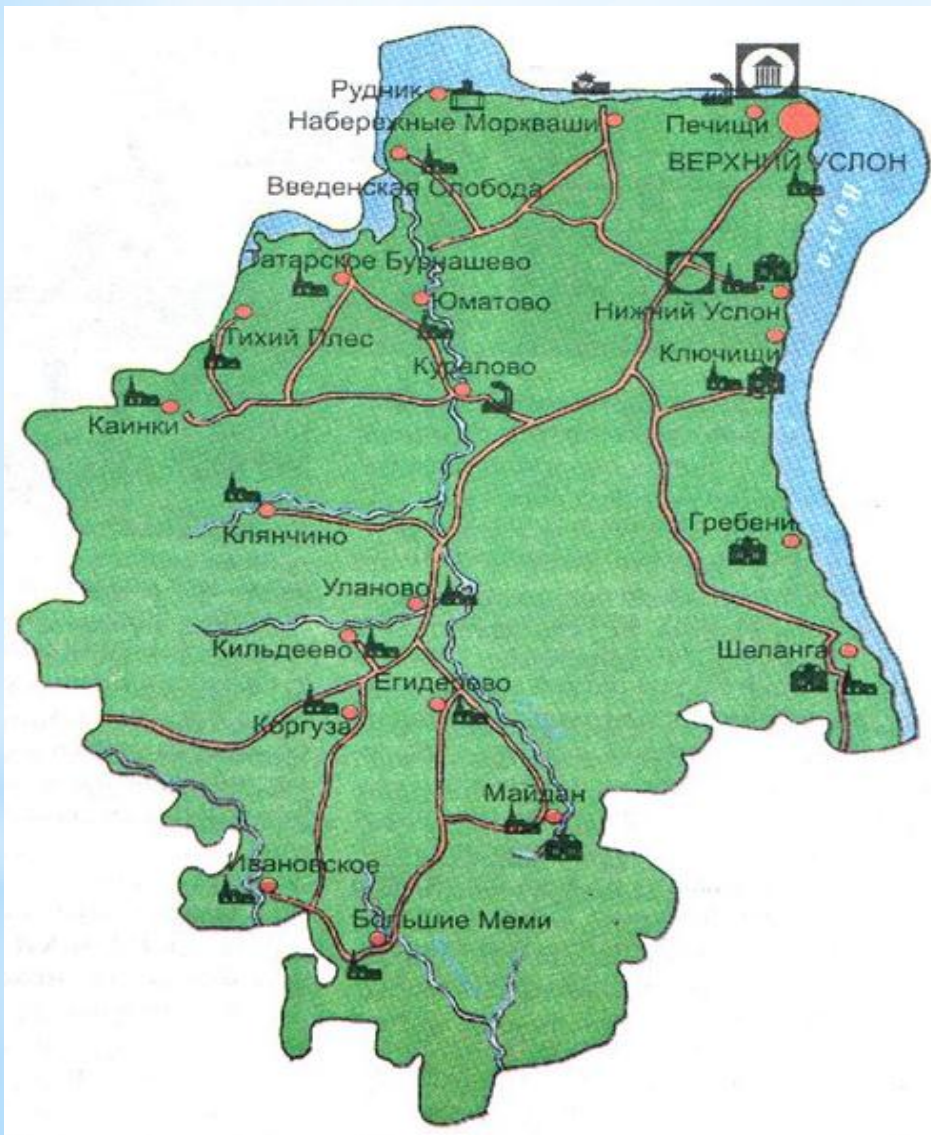 Рудник
Набережные Моркваши
Печищи
ВЕРХНИЙ УСЛОН
Введенская Слобода
Волга
Татарское Бурнашево
Юматово
Нижний Услон
Тихий Плес
Ключищи
Куралово
Каинки
Гребени
Клянчино
Уланово
Кильдеево
Шеланга
Егидерево
Коргуза
Майдан
Ивановское
Большие Меми